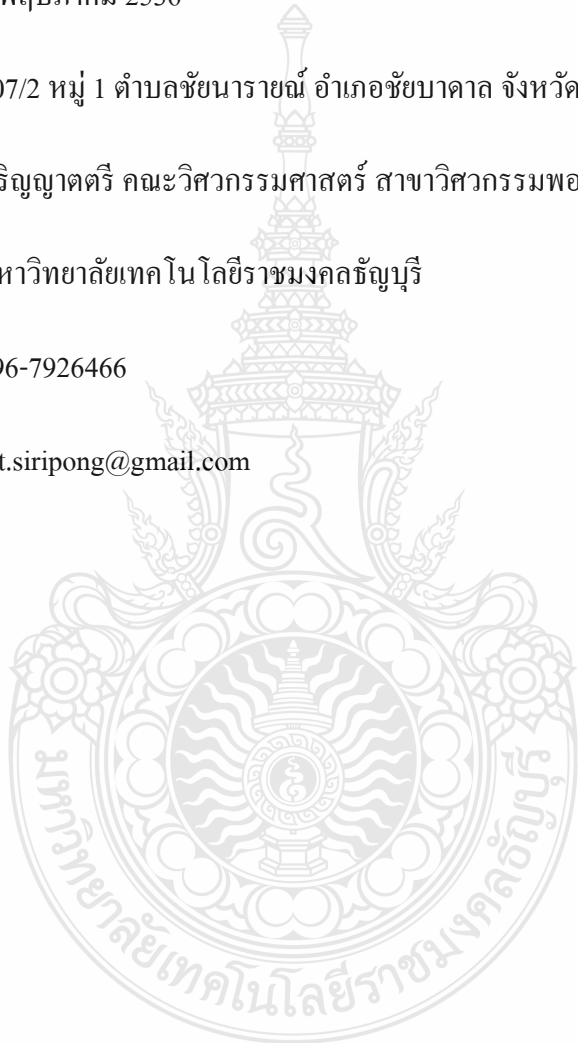 พฤษภาคม 2536
07/2 หมู่ 1 ตำบลชัยนารายณ์ อำเภอชัยบาดาล จังหวัด
ริญญาตตรี คณะวิศวกรรมศาสตร์ สาขาวิศวกรรมพอ
หาวิทยาลัยเทคโนโลยีราชมงคลธัญบุรี
96-7926466
t.siripong@gmail.com
มหาวิทยาลัยเทคโนโลยีราชมงคลธัญบุรี